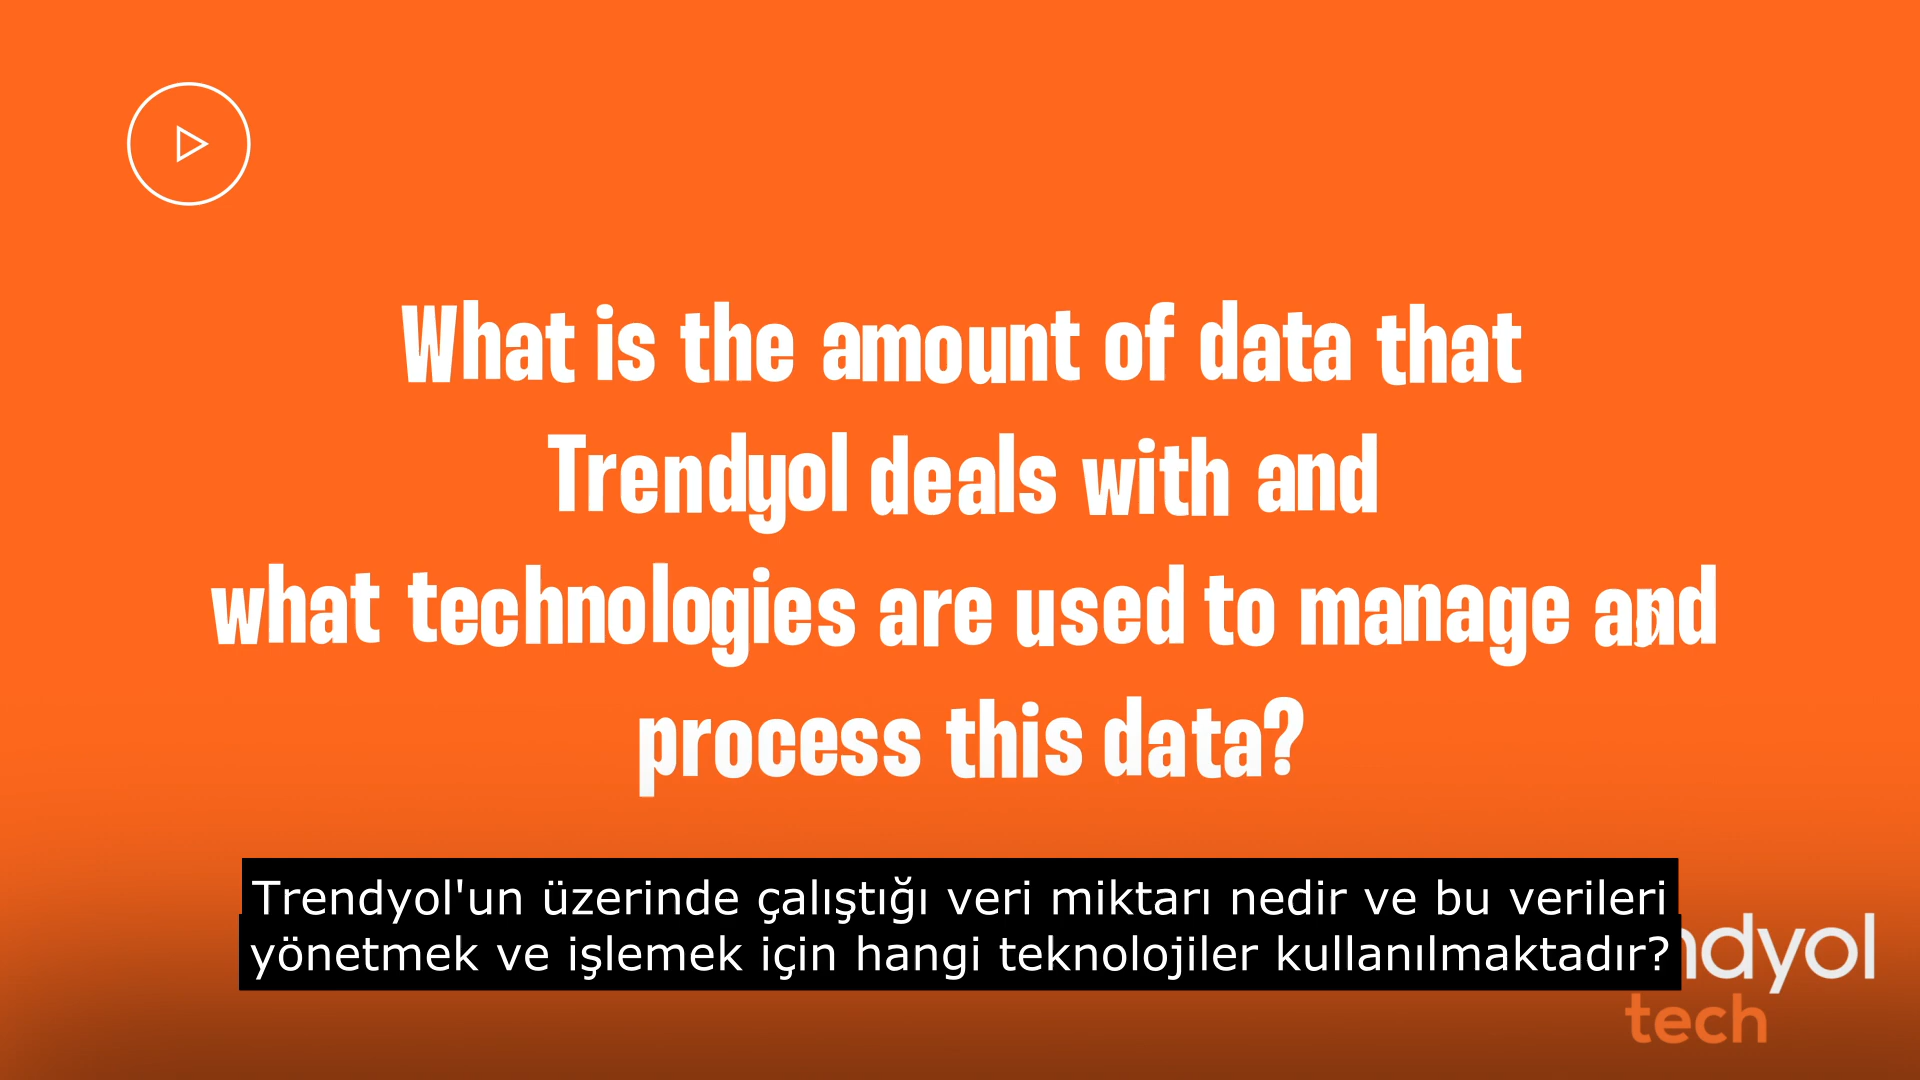 What is the amount of data that
Trendyol deals with and
what technologies are used to manage and
process this data?
Trendyol'un üzerinde çalıştığı veri miktarı nedir ve bu verileri
yönetmek ve işlemek için hangi teknolojiler kullanılmaktadır?
ndyol
tech